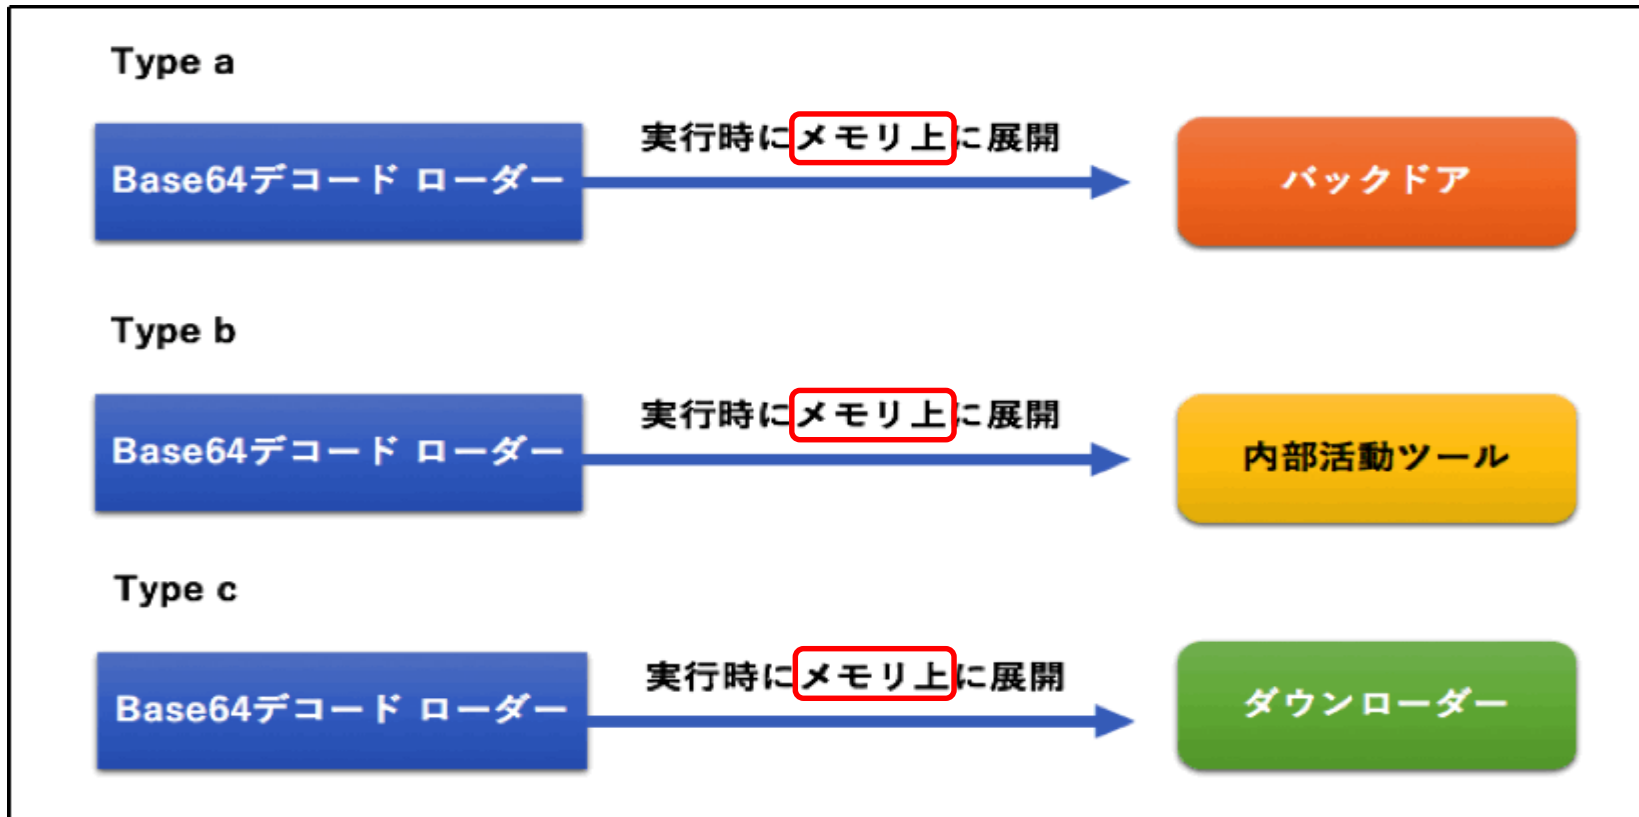 Type a
実行時にメモリ上に展開
Base64デコード ローダー
バックドア
Type b
実行時にメモリ上に展開
Base64デコード ローダー
内部活動ツール
Type c
実行時にメモリ上に展開
Base64デコード ローダー
ダウンローダー